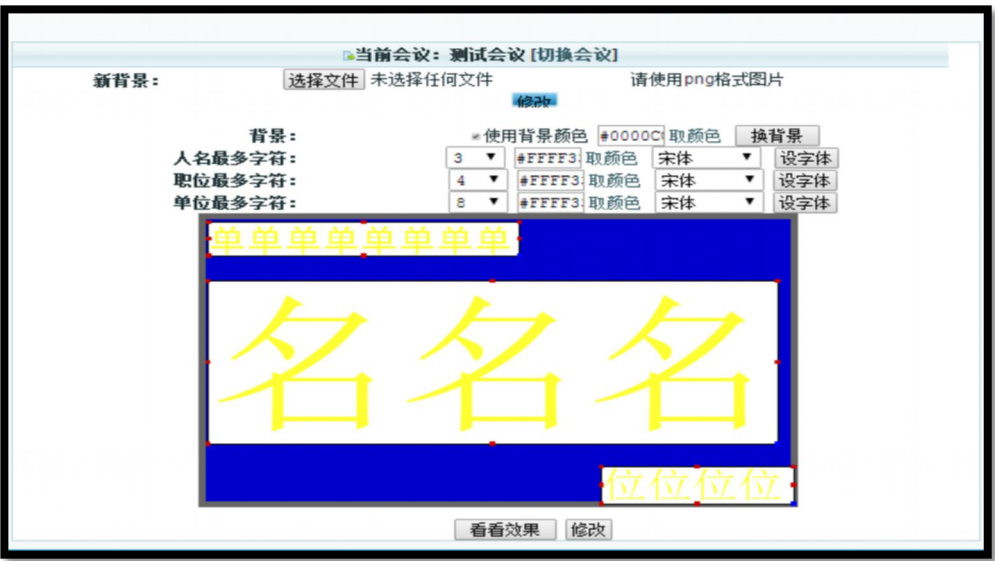 当前会议：测试会议 [切换会议]
新背景： 选择文件 未选择任何文件 请使用png格式图片
修改
背景： 使用背景颜色 #0000C 取颜色 换背景
人名最多字符： 3 #FFFF3 取颜色 宋体 设字体
职位最多字符： 4 #FFFF3 取颜色 宋体 设字体
单位最多字符： 8 #FFFF3 取颜色 宋体 设字体
单单单单单单单单
名名名
位位位位
看看效果 修改